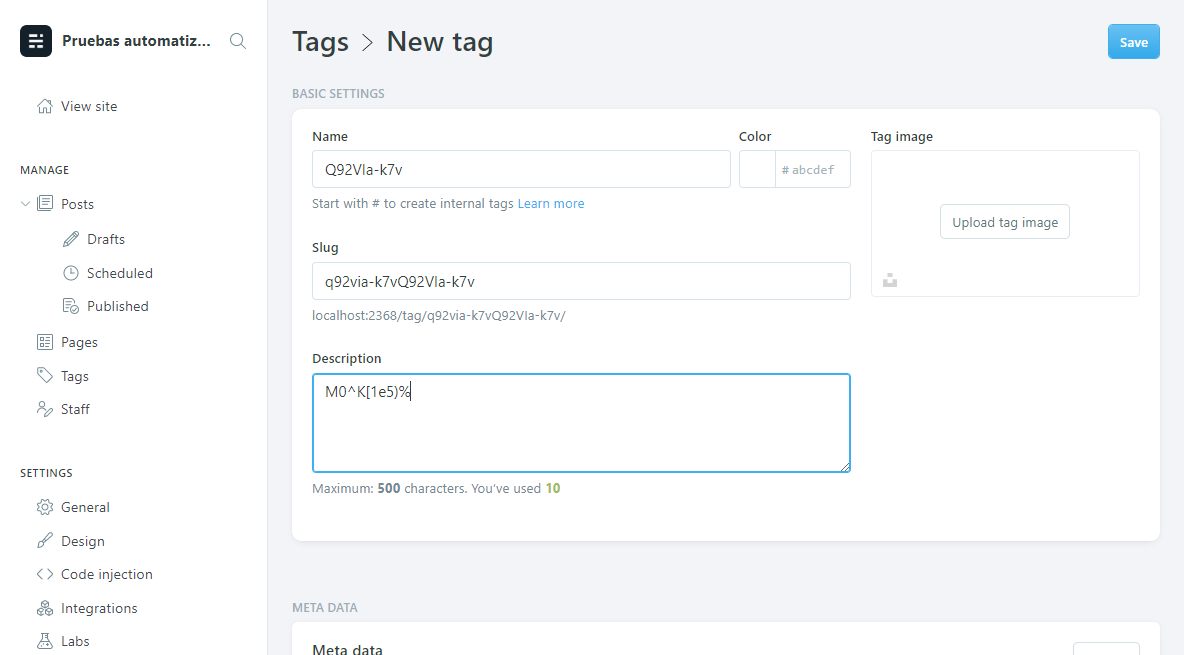 Pruebas automatiz...
View site
MANAGE
Posts
Drafts
Scheduled
Published
Pages
Tags
Staff
SETTINGS
General
Design
Code injection
Integrations
Labs
Tags > New tag
Save
BASIC SETTINGS
Name
Q92VIa-k7v
Start with # to create internal tags Learn more
Color
# abcdef
Slug
q92via-k7vQ92VIa-k7v
localhost:2368/tag/q92via-k7vQ92VIa-k7v/
Description
M0^K[1e5)%
Maximum: 500 characters. You've used 10
Tag image
Upload tag image
META DATA
Meta data